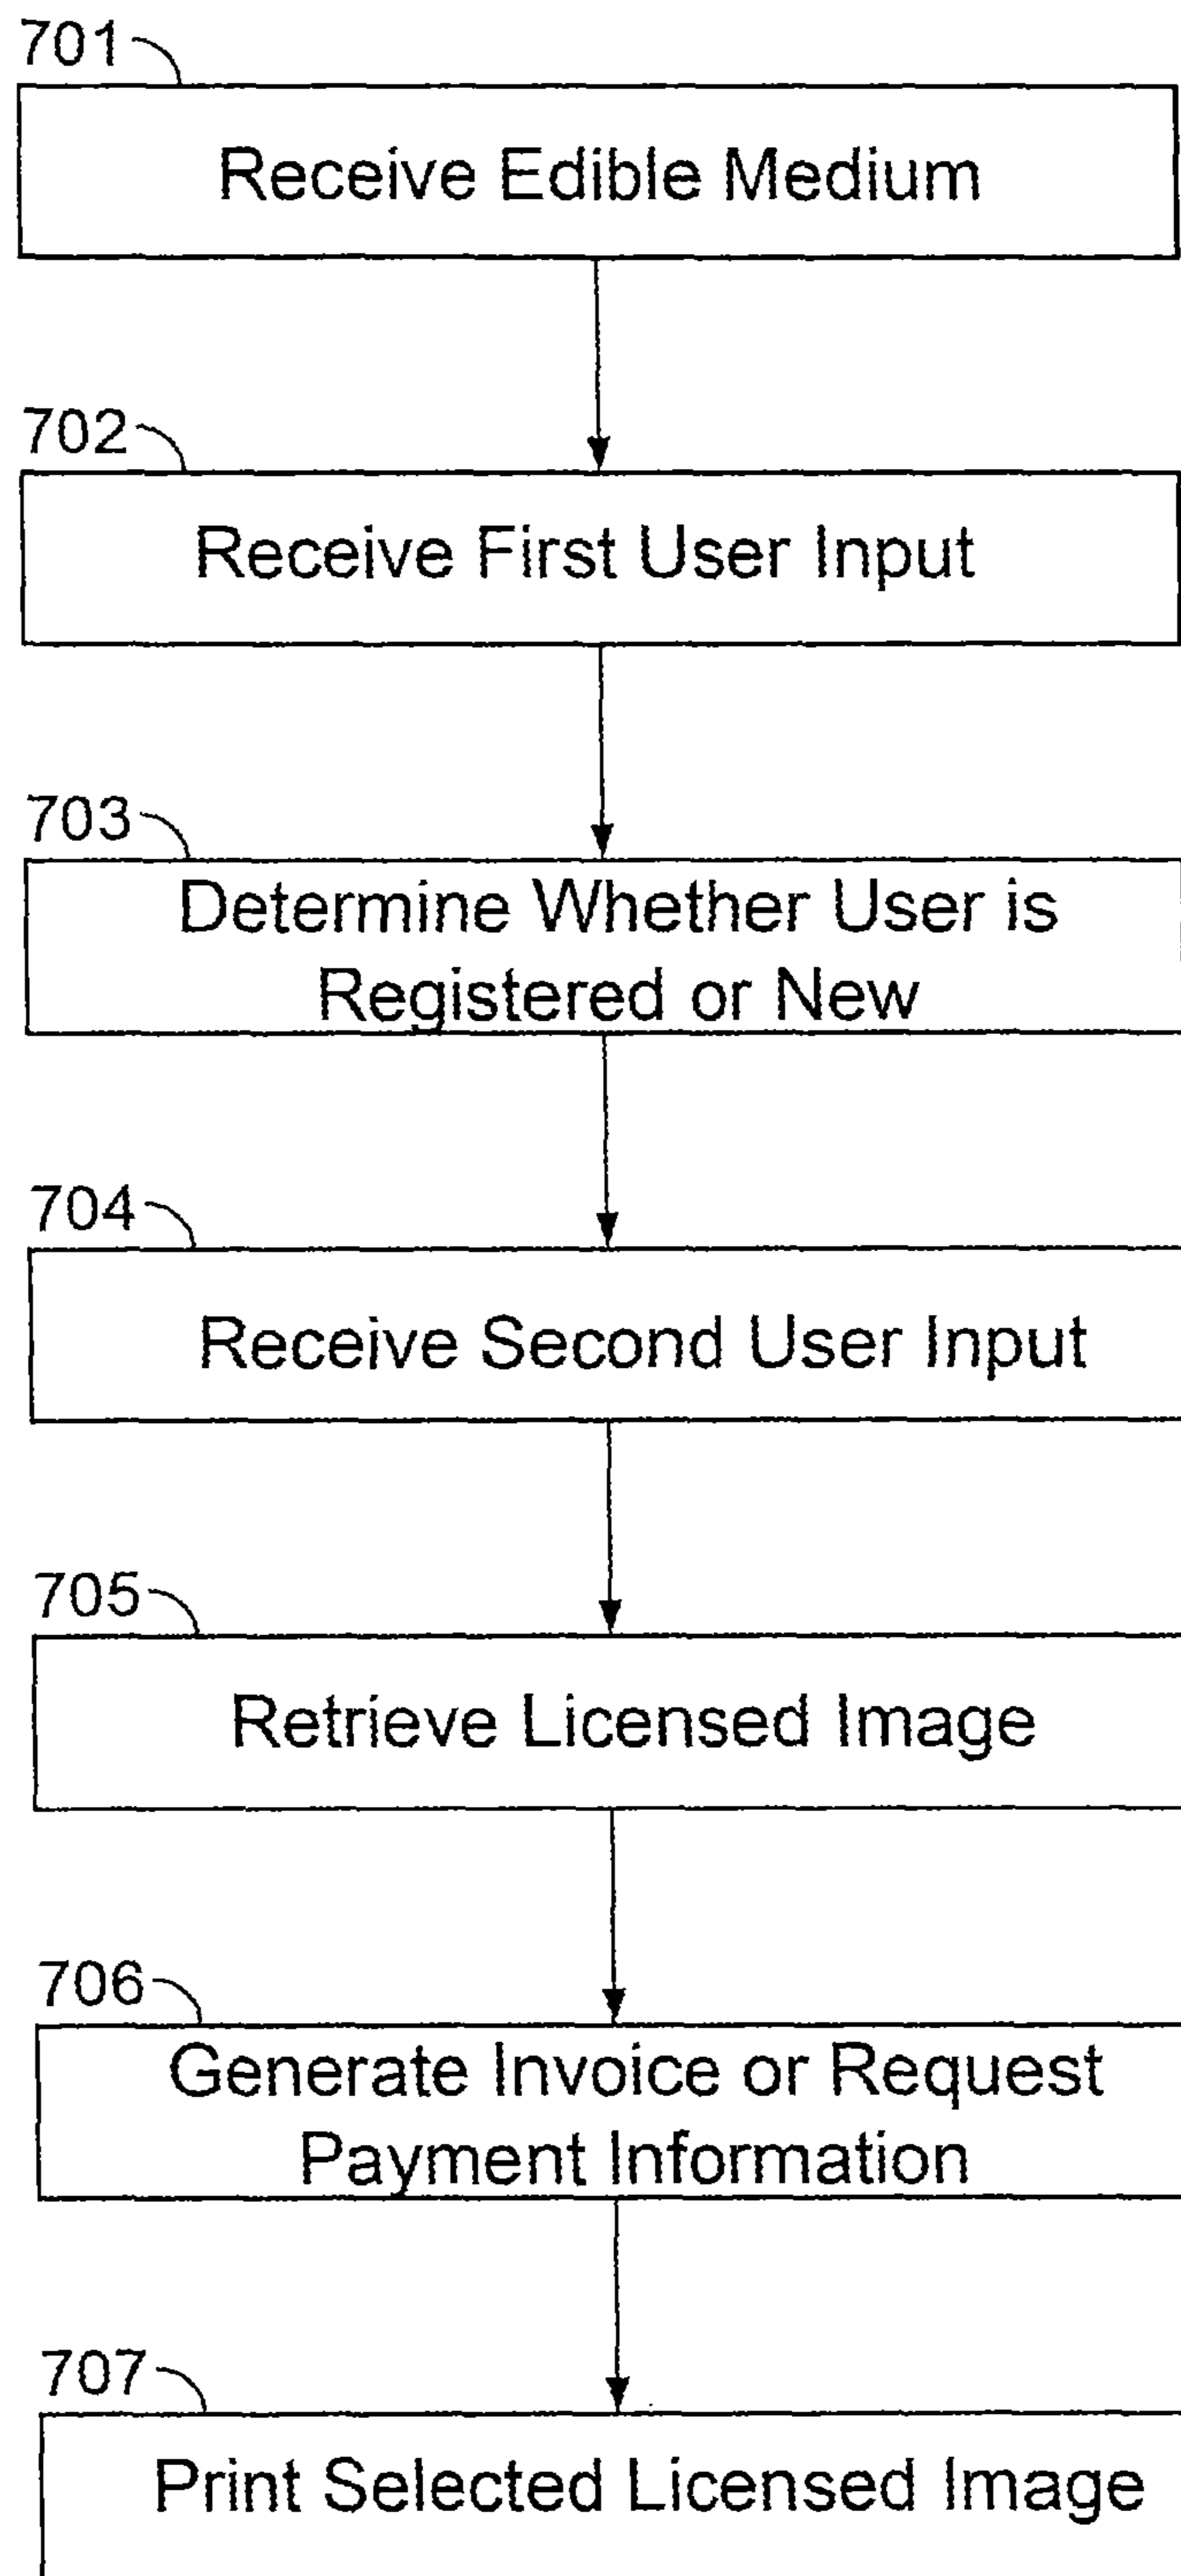 701
Receive Edible Medium
702
Receive First User Input
703
Determine Whether User is
Registered or New
704
Receive Second User Input
705
Retrieve Licensed Image
706
Generate Invoice or Request
Payment Information
707
Print Selected Licensed Image